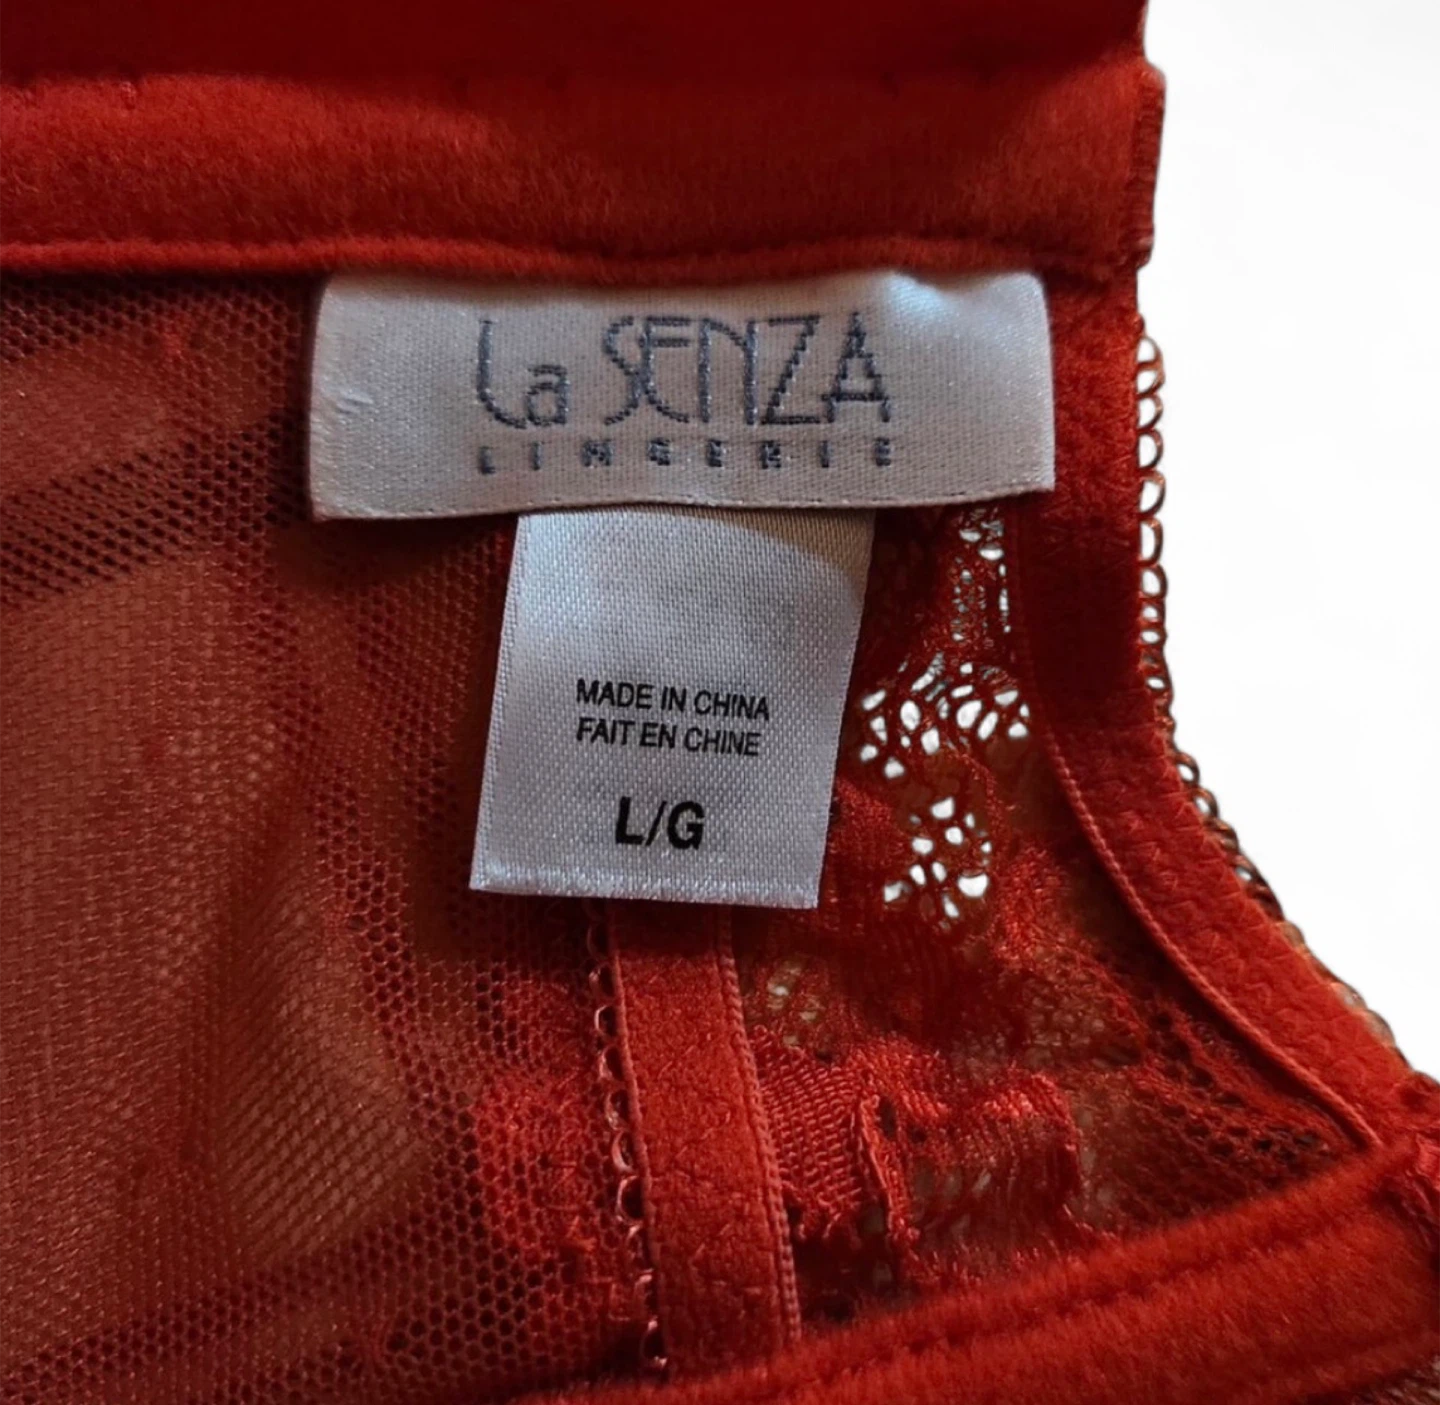 La SENZA
LINGERIE
MADE IN CHINA
FAIT EN CHINE
L/G